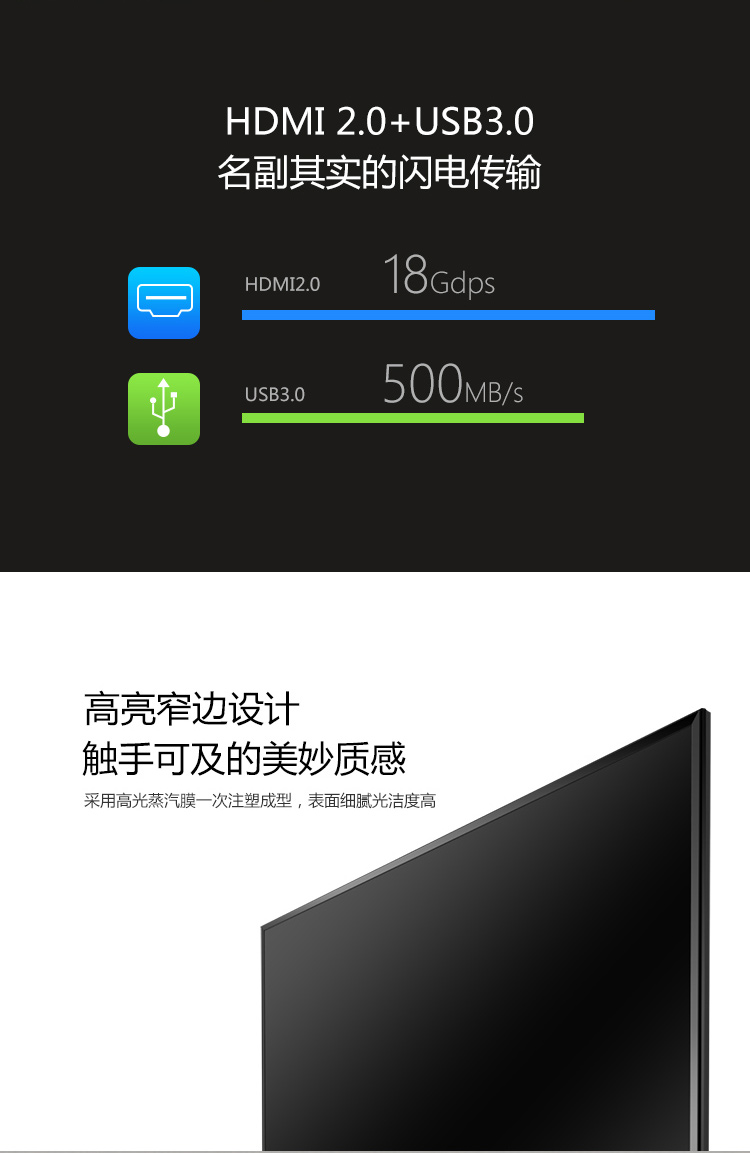 HDMI 2.0+USB3.0
名副其实的闪电传输
HDMI2.0 18Gdps
USB3.0 500MB/s
高亮窄边设计
触手可及的美妙质感
采用高光蒸汽膜一次注塑成型，表面细腻光洁度高